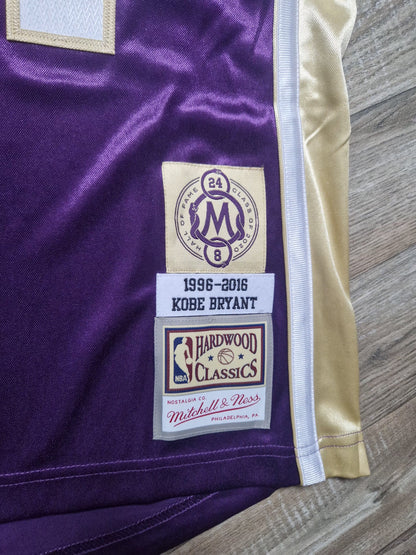 24
HALL OF FAME CLASS OF 2020
M
8
1996-2016
KOBE BRYANT
NBA
HARDWOOD
CLASSICS
NOSTALGIA CO.
Mitchell & Ness
PHILADELPHIA, PA.